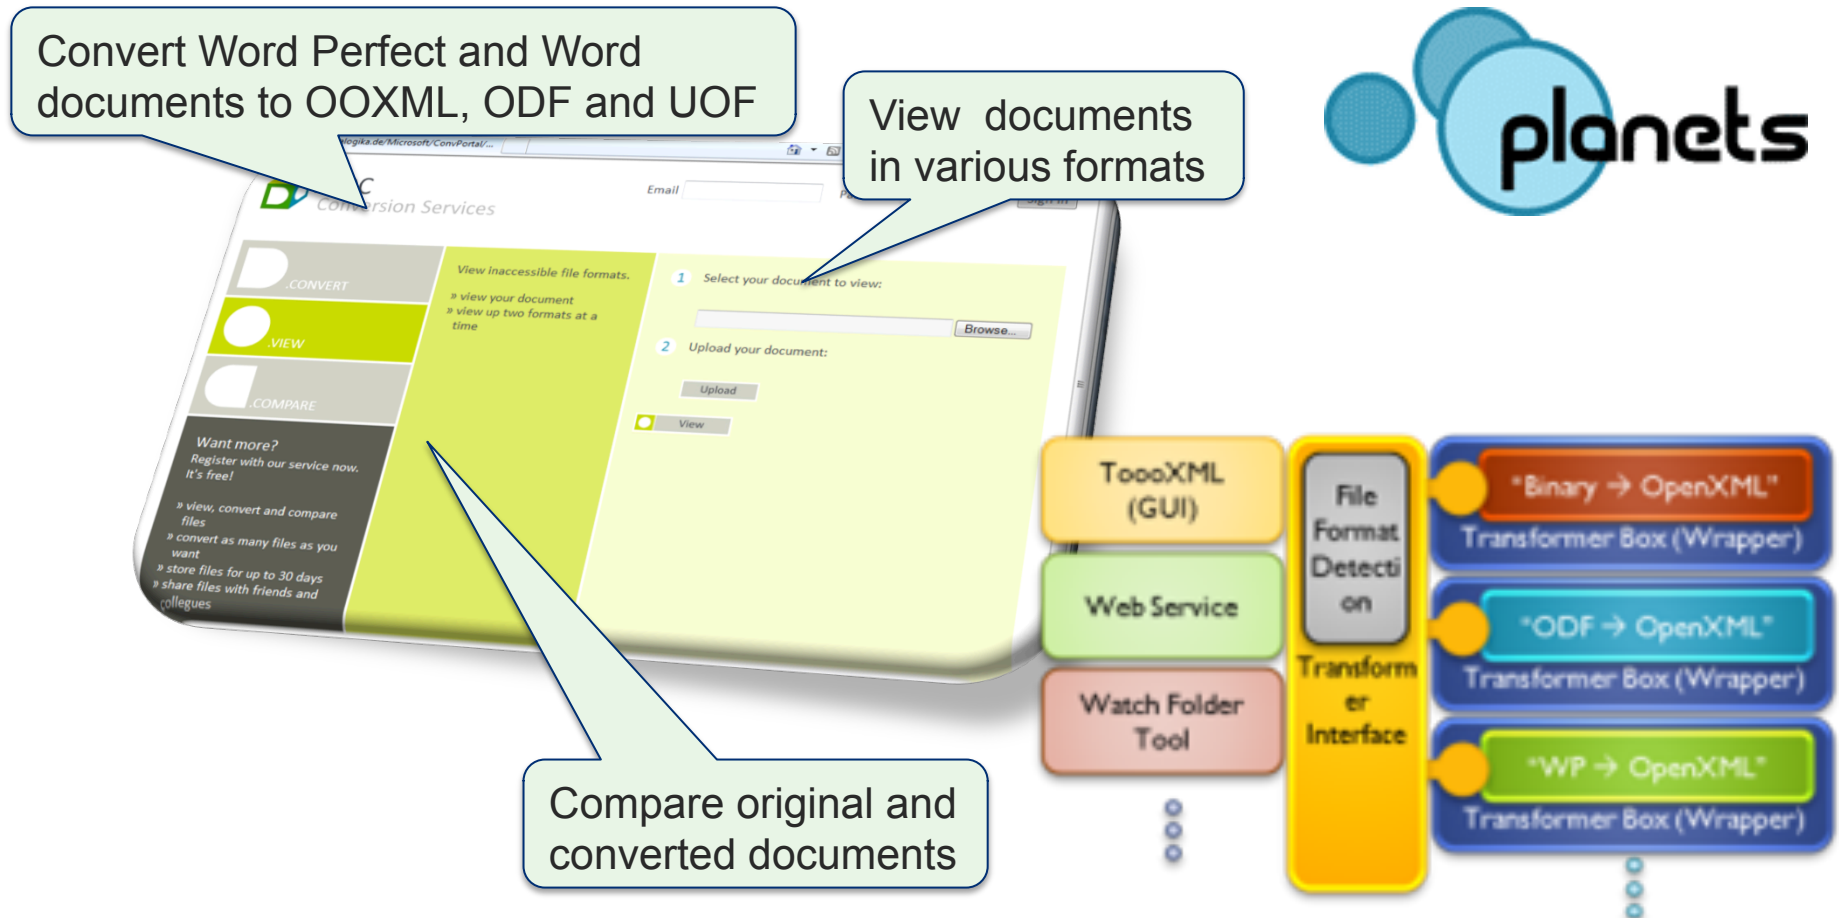 Convert Word Perfect and Word
documents to OOXML, ODF and UOF
View documents
in various formats
planets
elogika.de/Microsoft/ConvPortal/...
C
Conversion Services
Email
Sign in
.CONVERT
.VIEW
.COMPARE
Want more?
Register with our service now.
It's free!
» view, convert and compare
files
» convert as many files as you
want
» store files for up to 30 days
» share files with friends and
collegues
View inaccessible file formats.
» view your document
» view up two formats at a
time
1 Select your document to view:
Browse...
2 Upload your document:
Upload
View
Compare original and
converted documents
ToooXML
(GUI)
Web Service
Watch Folder
Tool
File
Format
Detecti
on
Transform
er
Interface
"Binary → OpenXML"
Transformer Box (Wrapper)
"ODF → OpenXML"
Transformer Box (Wrapper)
"WP → OpenXML"
Transformer Box (Wrapper)